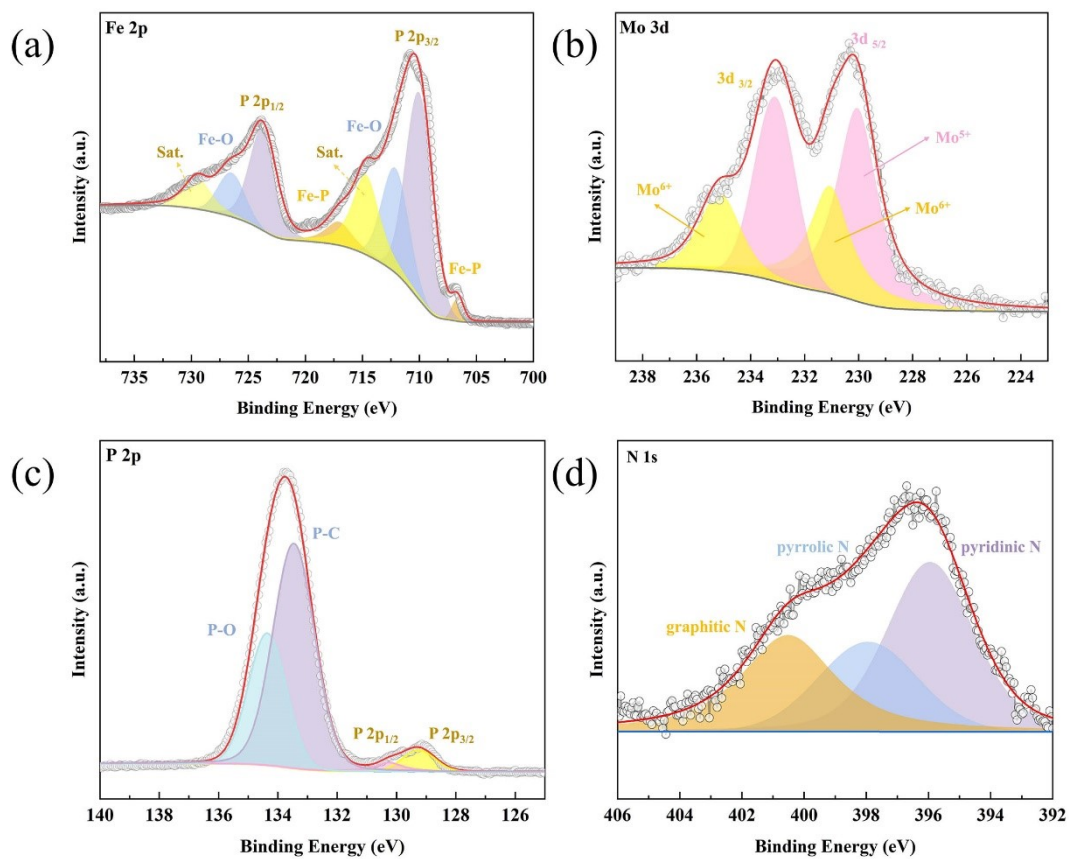 (a)
Fe 2p
P 2p3/2
P 2p1/2
Fe-O
Fe-O
Sat.
Sat.
Fe-P
Fe-P
Intensity (a.u.)
735 730 725 720 715 710 705 700
Binding Energy (eV)
(b)
Mo 3d
3d 5/2
3d 3/2
Mo5+
Mo6+
Mo6+
Intensity (a.u.)
238 236 234 232 230 228 226 224
Binding Energy (eV)
(c)
P 2p
P-C
P-O
P 2p1/2
P 2p3/2
Intensity (a.u.)
140 138 136 134 132 130 128 126
Binding Energy (eV)
(d)
N 1s
pyrrolic N
pyridinic N
graphitic N
Intensity (a.u.)
406 404 402 400 398 396 394 392
Binding Energy (eV)